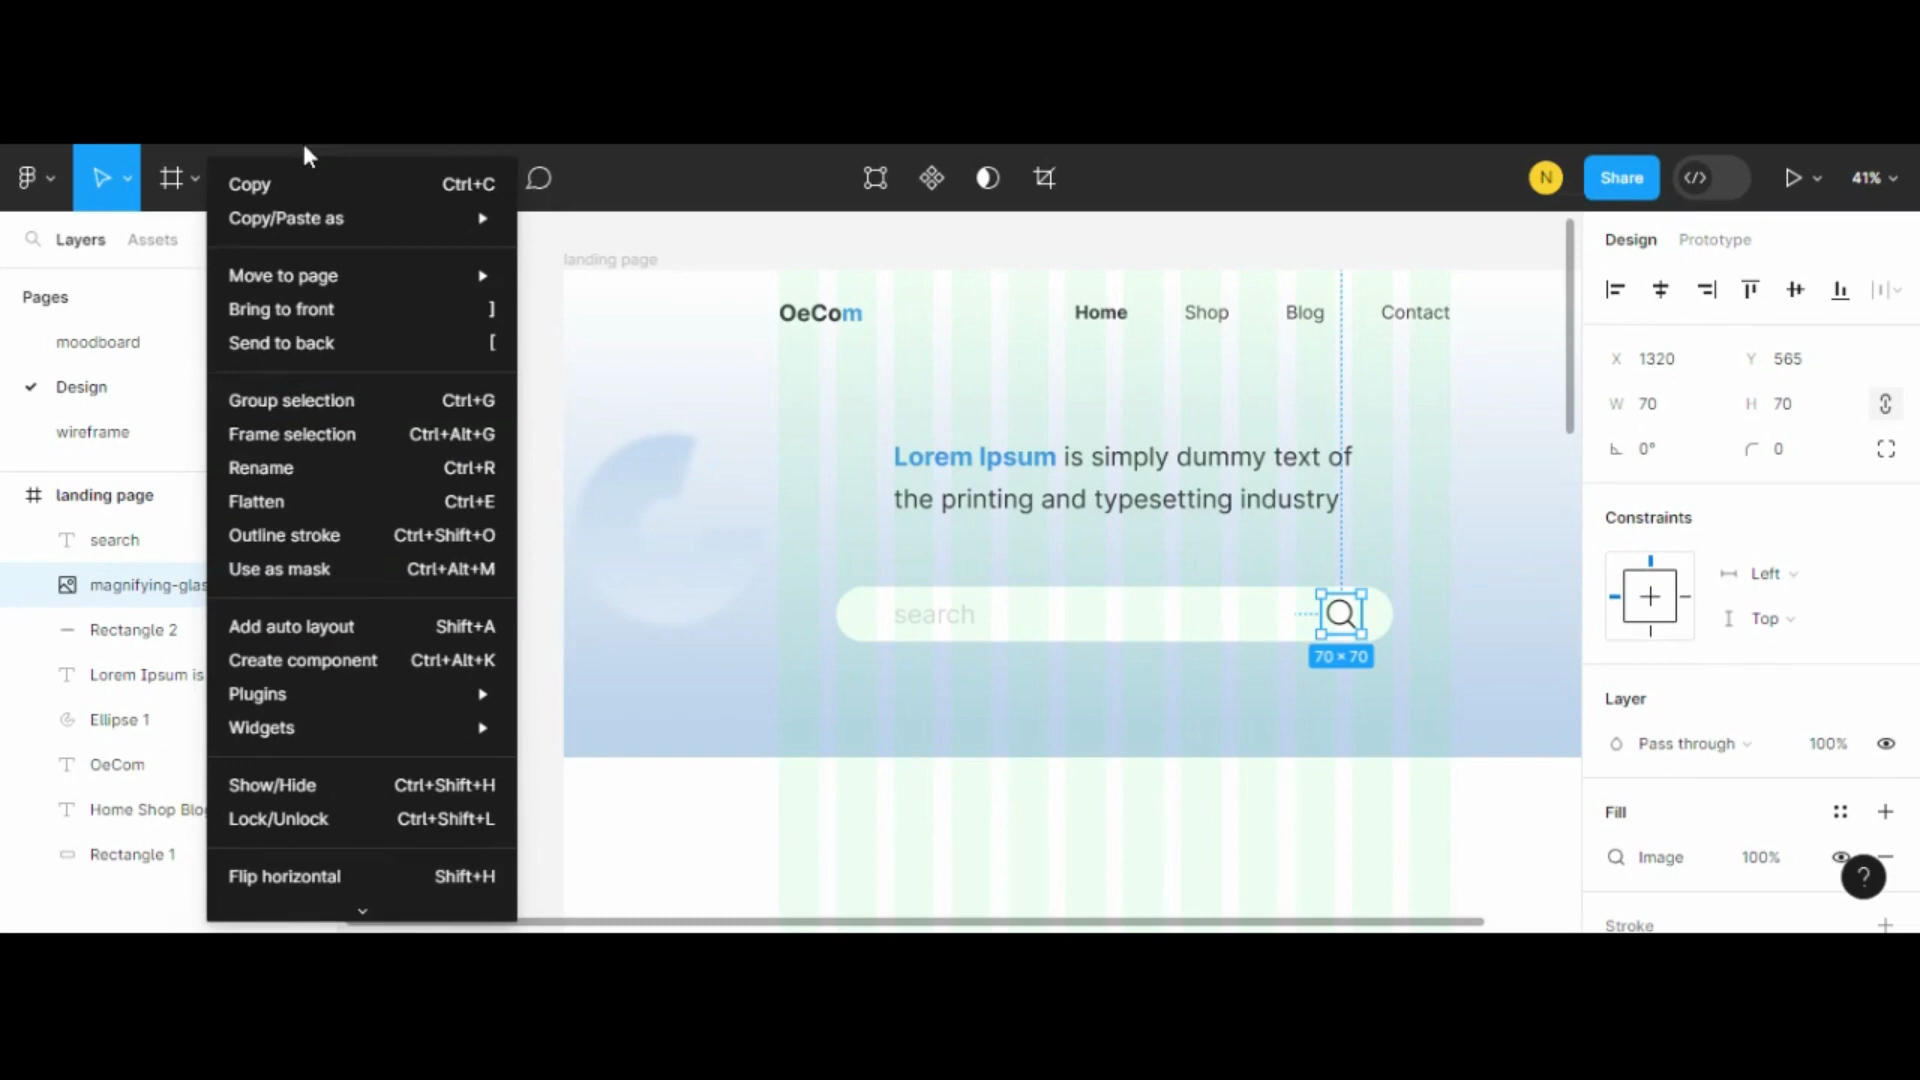 N
Share
41%
Layers
Assets
Pages
moodboard
Design
wireframe
landing page
search
magnifying-glas
Rectangle 2
Lorem Ipsum is
Ellipse 1
OeCom
Home Shop Blo
Rectangle 1
Copy Ctrl+C
Copy/Paste as
Move to page
Bring to front ]
Send to back [
Group selection Ctrl+G
Frame selection Ctrl+Alt+G
Rename Ctrl+R
Flatten Ctrl+E
Outline stroke Ctrl+Shift+O
Use as mask Ctrl+Alt+M
Add auto layout Shift+A
Create component Ctrl+Alt+K
Plugins
Widgets
Show/Hide Ctrl+Shift+H
Lock/Unlock Ctrl+Shift+L
Flip horizontal Shift+H
landing page
OeCom Home Shop Blog Contact
Lorem Ipsum is simply dummy text of
the printing and typesetting industry
search
70 × 70
Design Prototype
X 1320 Y 565
W 70 H 70
0° 0
Constraints
Left
Top
Layer
Pass through 100%
Fill
Image 100%
?
Stroke